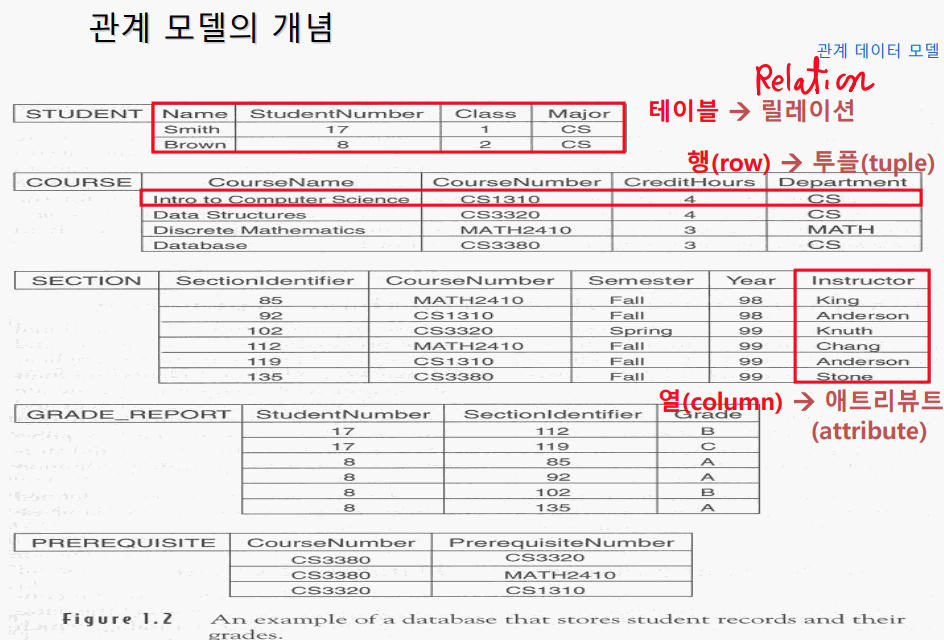 관계 모델의 개념
관계 데이터 모델
Relation
테이블 → 릴레이션
STUDENT Name StudentNumber Class Major
Smith 17 1 CS
Brown 8 2 CS
행(row) → 투플(tuple)
COURSE CourseName CourseNumber CreditHours Department
Intro to Computer Science CS1310 4 CS
Data Structures CS3320 4 CS
Discrete Mathematics MATH2410 3 MATH
Database CS3380 3 CS
SECTION SectionIdentifier CourseNumber Semester Year Instructor
85 MATH2410 Fall 98 King
92 CS1310 Fall 98 Anderson
102 CS3320 Spring 99 Knuth
112 MATH2410 Fall 99 Chang
119 CS1310 Fall 99 Anderson
135 CS3380 Fall 99 Stone
열(column) → 애트리뷰트
(attribute)
GRADE_REPORT StudentNumber SectionIdentifier Grade
17 112 B
17 119 C
8 85 A
8 92 A
8 102 B
8 135 A
PREREQUISITE CourseNumber PrerequisiteNumber
CS3380 CS3320
CS3380 MATH2410
CS3320 CS1310
Figure 1.2 An example of a database that stores student records and their
grades.